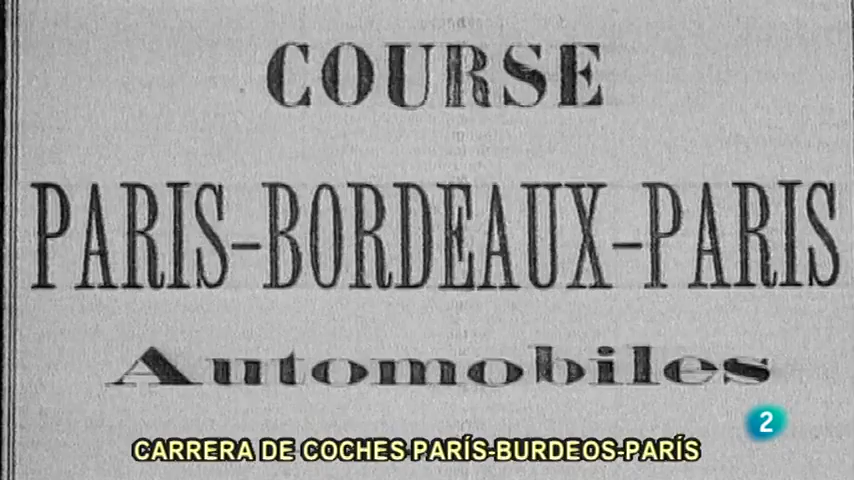 COURSE
PARIS-BORDEAUX-PARIS
Automobiles
2
CARRERA DE COCHES PARÍS-BURDEOS-PARÍS